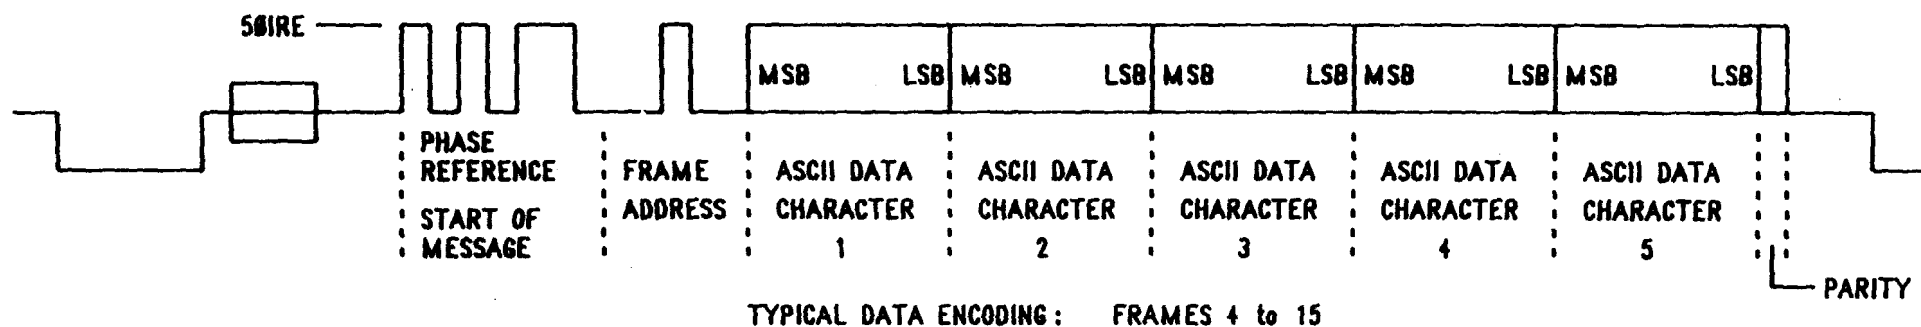 50IRE
MSB LSB MSB LSB MSB LSB MSB LSB MSB LSB
PHASE
REFERENCE
START OF
MESSAGE
FRAME
ADDRESS
ASCII DATA
CHARACTER
1
ASCII DATA
CHARACTER
2
ASCII DATA
CHARACTER
3
ASCII DATA
CHARACTER
4
ASCII DATA
CHARACTER
5
PARITY
TYPICAL DATA ENCODING: FRAMES 4 to 15